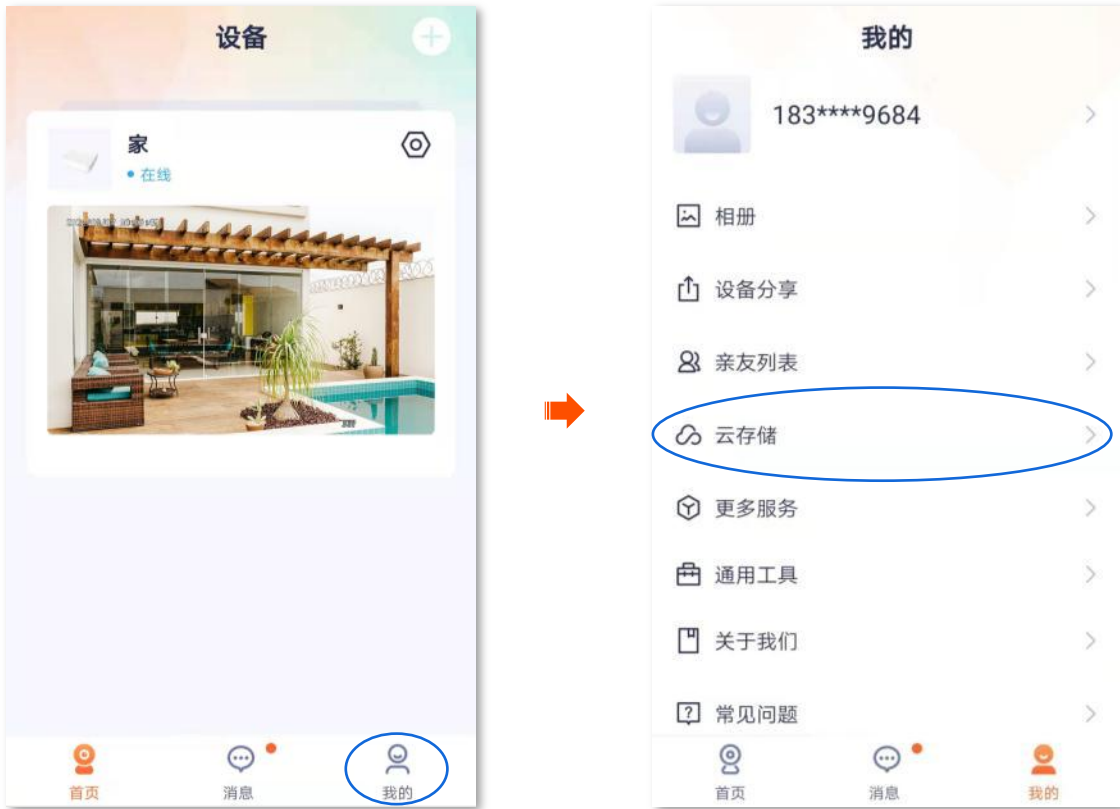 设备
家
在线
首页
消息
我的
我的
183****9684
相册
设备分享
亲友列表
云存储
更多服务
通用工具
关于我们
常见问题
首页
消息
我的